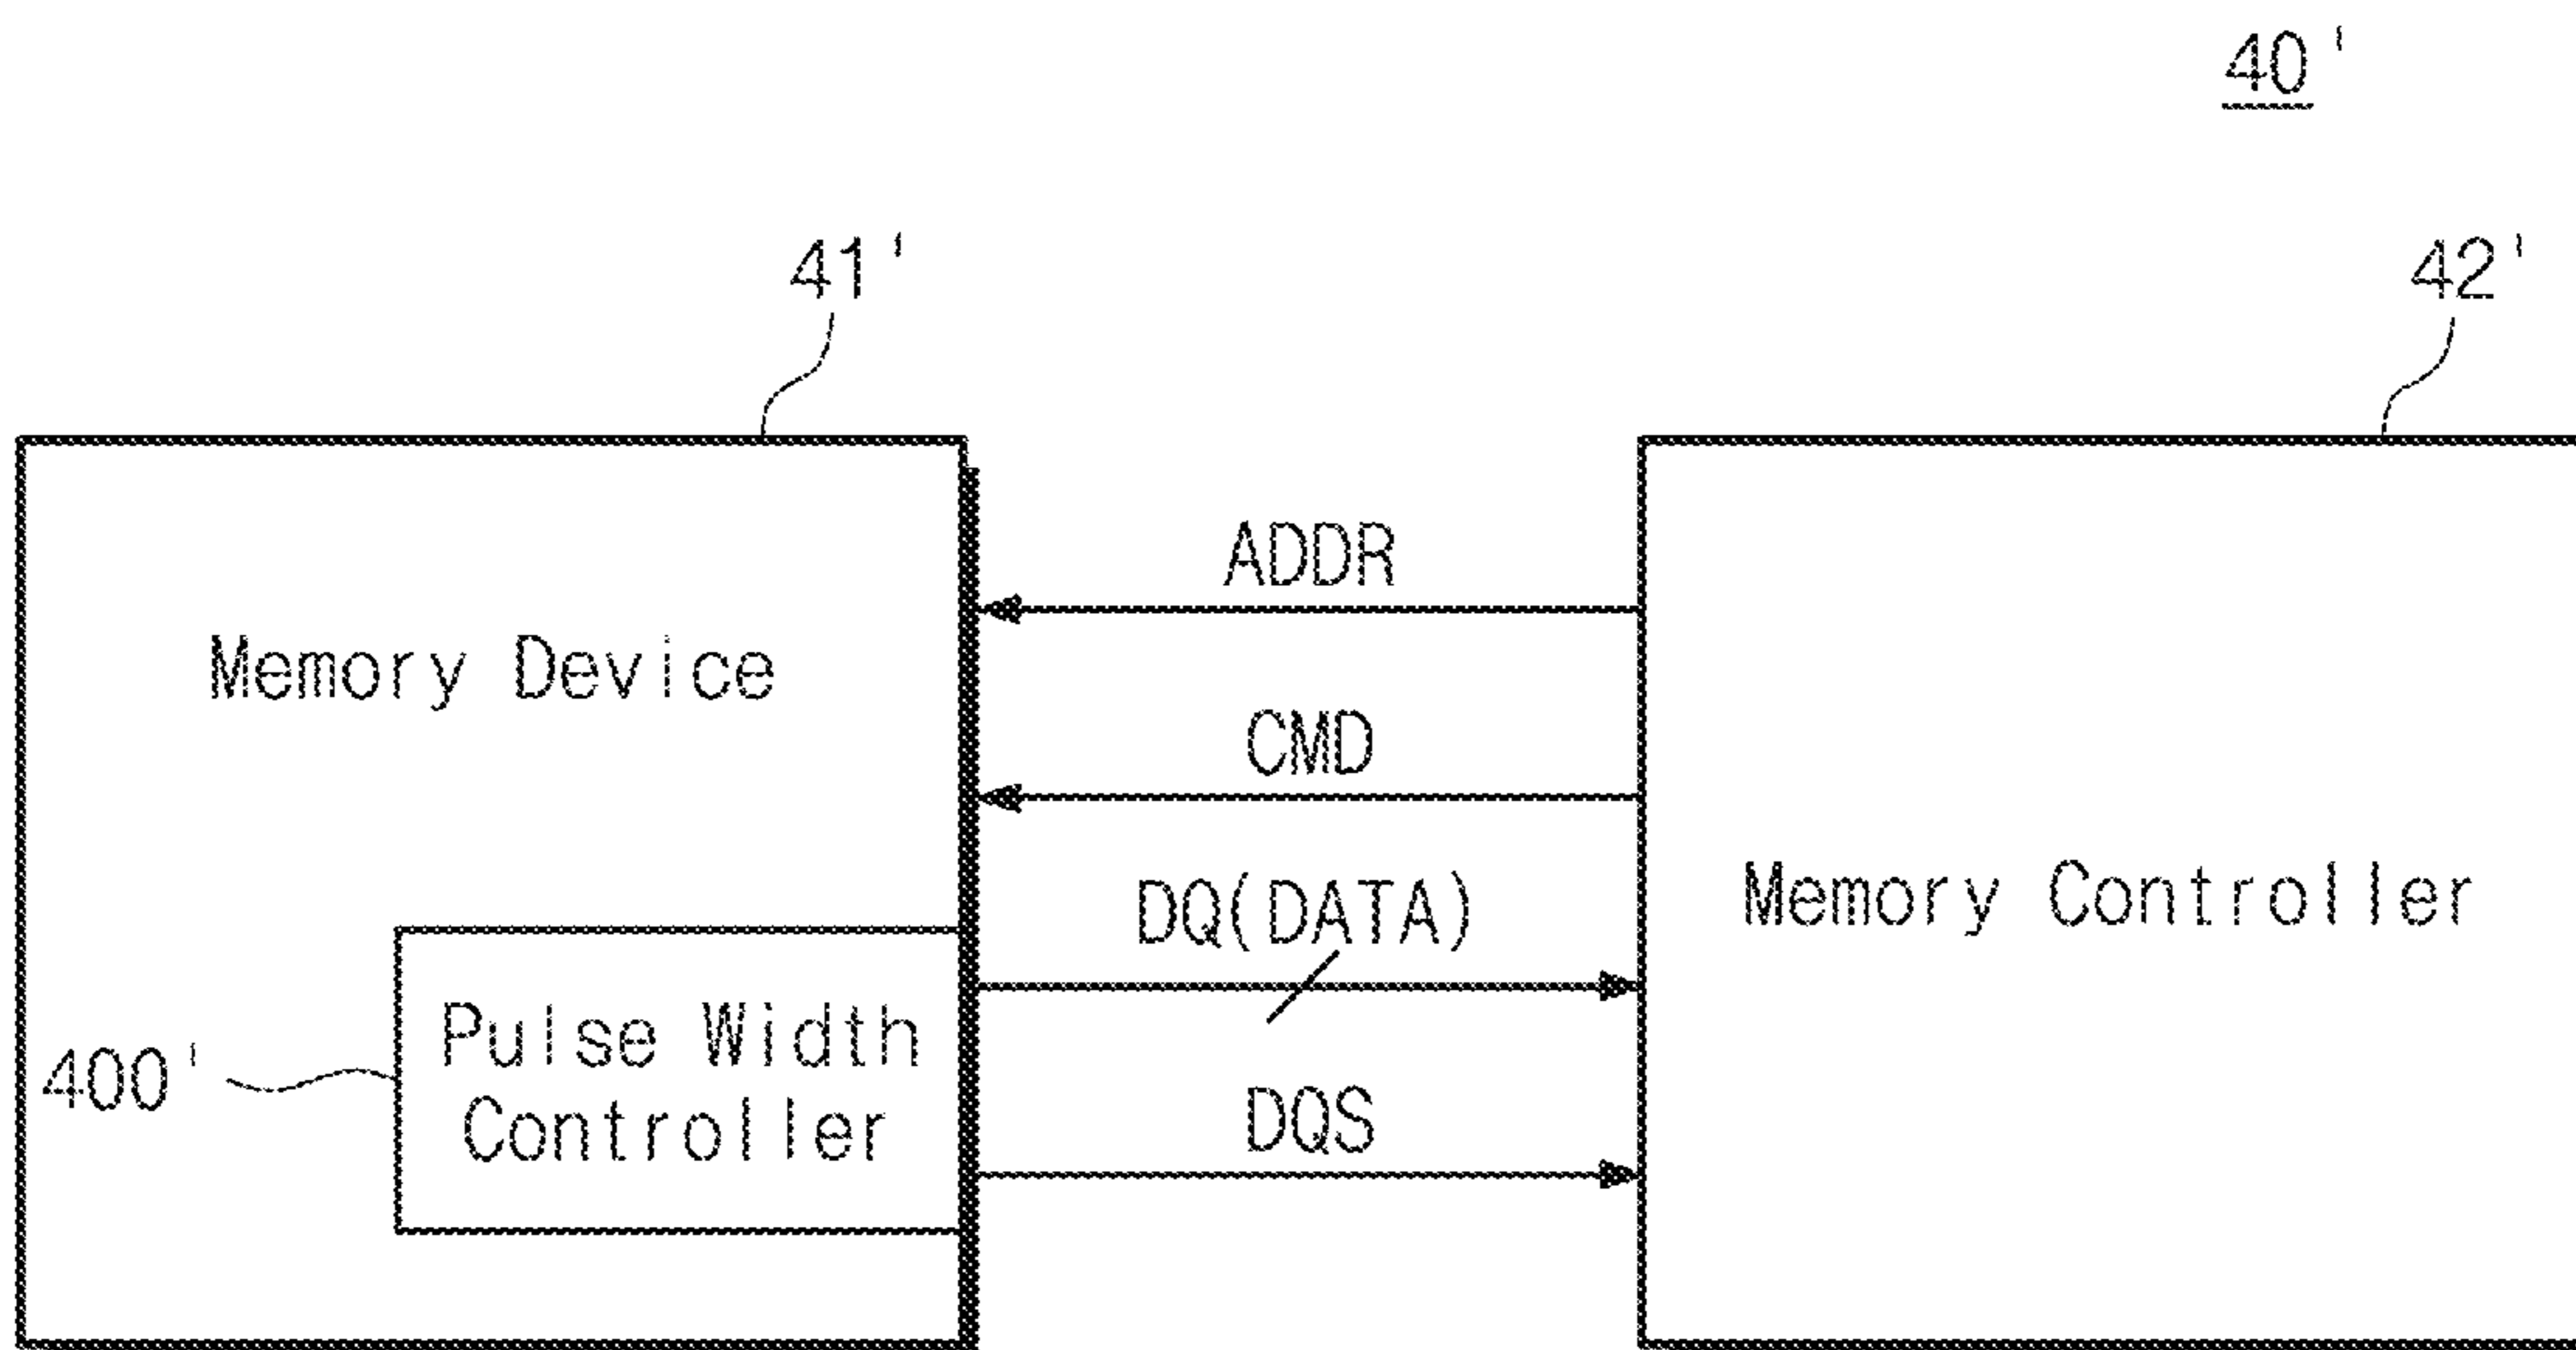 40'
41'
42'
ADDR
Memory Device
CMD
DQ(DATA)
Memory Controller
Pulse Width
Controller
400'
DQS